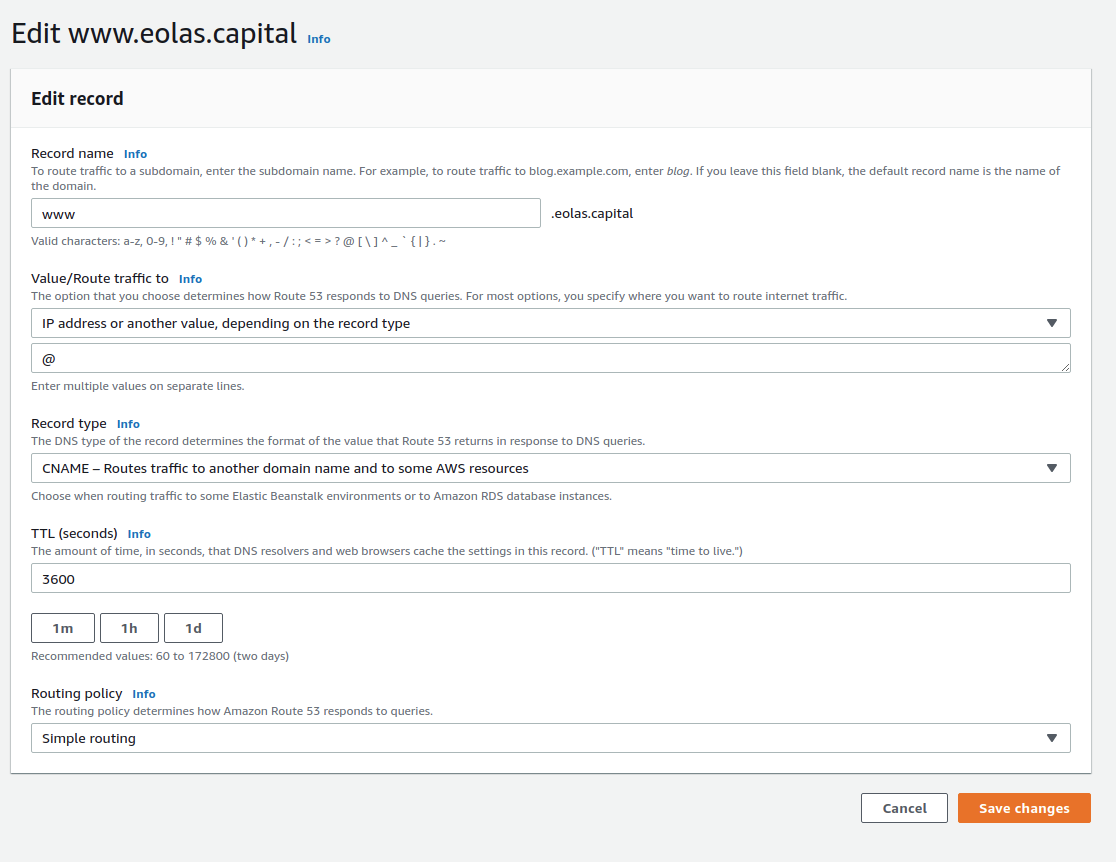 Edit www.eolas.capital Info
Edit record
Record name Info
To route traffic to a subdomain, enter the subdomain name. For example, to route traffic to blog.example.com, enter blog. If you leave this field blank, the default record name is the name of
the domain.
www .eolas.capital
Valid characters: a-z, 0-9, ! " # $ % & ' ( ) * + , - / : ; < = > ? @ [ \ ] ^ _ ` { | } . ~
Value/Route traffic to Info
The option that you choose determines how Route 53 responds to DNS queries. For most options, you specify where you want to route internet traffic.
IP address or another value, depending on the record type
@
Enter multiple values on separate lines.
Record type Info
The DNS type of the record determines the format of the value that Route 53 returns in response to DNS queries.
CNAME – Routes traffic to another domain name and to some AWS resources
Choose when routing traffic to some Elastic Beanstalk environments or to Amazon RDS database instances.
TTL (seconds) Info
The amount of time, in seconds, that DNS resolvers and web browsers cache the settings in this record. ("TTL" means "time to live.")
3600
1m 1h 1d
Recommended values: 60 to 172800 (two days)
Routing policy Info
The routing policy determines how Amazon Route 53 responds to queries.
Simple routing
Cancel Save changes